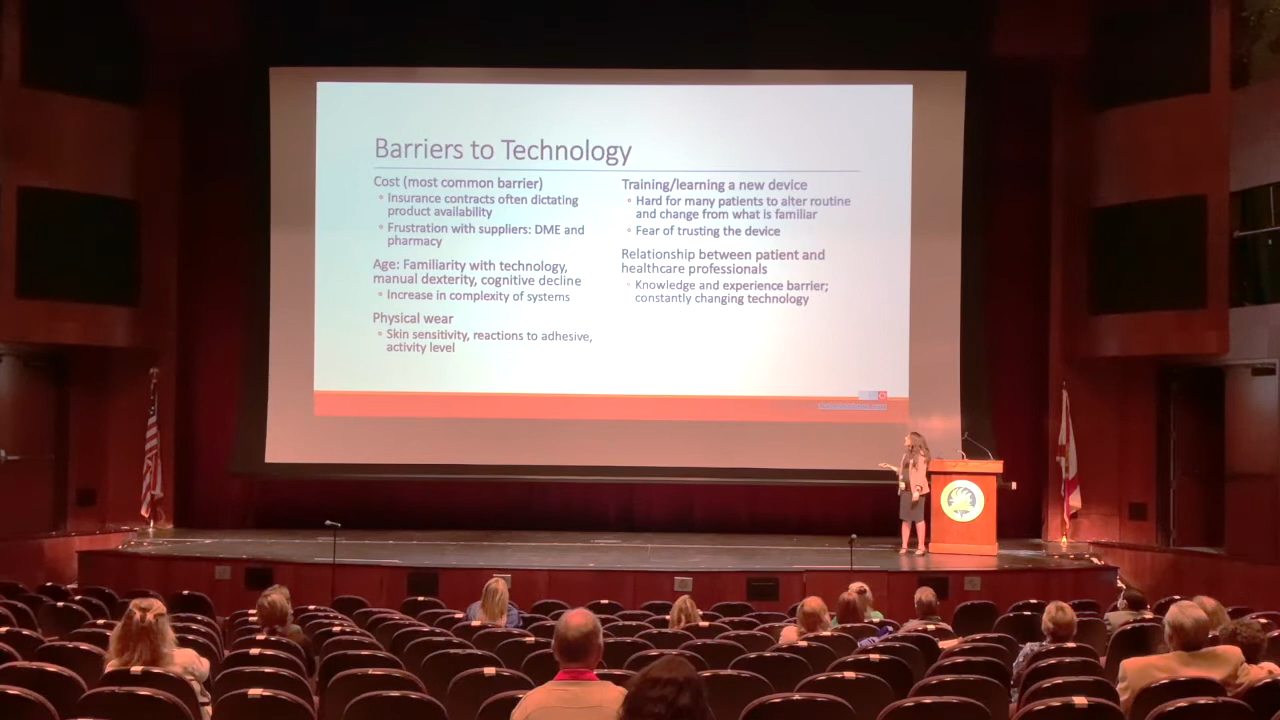 Barriers to Technology
Cost (most common barrier)
Insurance contracts often dictating
product availability
Frustration with suppliers: DME and
pharmacy
Age: Familiarity with technology,
manual dexterity, cognitive decline
Increase in complexity of systems
Physical wear
Skin sensitivity, reactions to adhesive,
activity level
Training/learning a new device
Hard for many patients to alter routine
and change from what is familiar
Fear of trusting the device
Relationship between patient and
healthcare professionals
Knowledge and experience barrier;
constantly changing technology